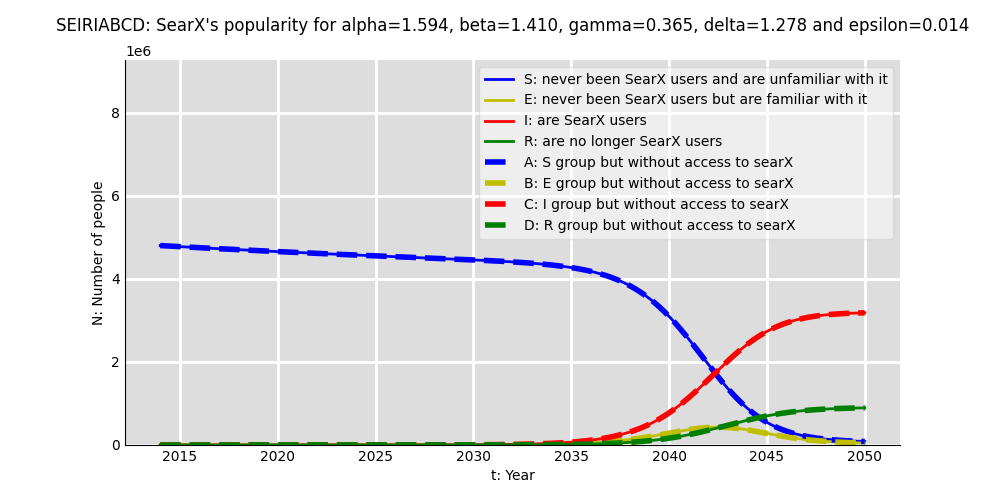 SEIRIABCD: SearX's popularity for alpha=1.594, beta=1.410, gamma=0.365, delta=1.278 and epsilon=0.014
1e6
S: never been SearX users and are unfamiliar with it
E: never been SearX users but are familiar with it
I: are SearX users
R: are no longer SearX users
A: S group but without access to searX
B: E group but without access to searX
C: I group but without access to searX
D: R group but without access to searX
N: Number of people
8
6
4
2
0
2015 2020 2025 2030 2035 2040 2045 2050
t: Year